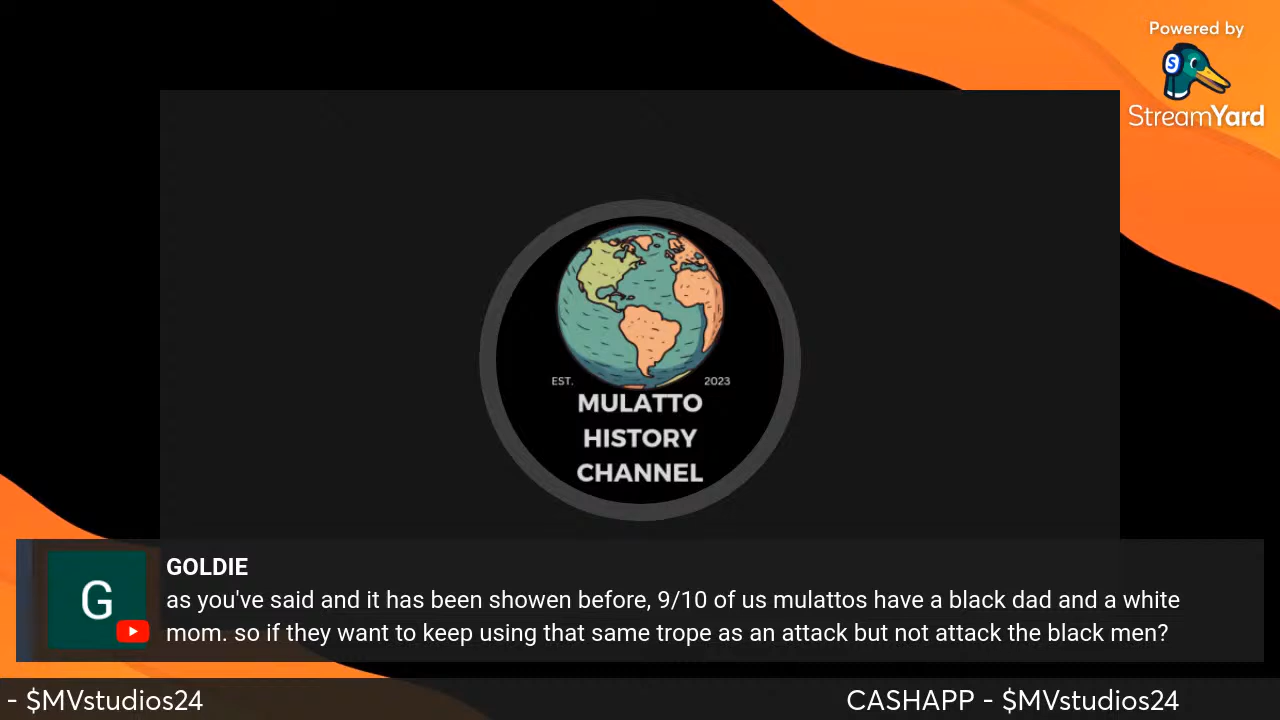 Powered by
S
StreamYard
EST. 2023
MULATTO
HISTORY
CHANNEL
G
GOLDIE
as you've said and it has been showen before, 9/10 of us mulattos have a black dad and a white
mom. so if they want to keep using that same trope as an attack but not attack the black men?
- $MVstudios24 CASHAPP - $MVstudios24